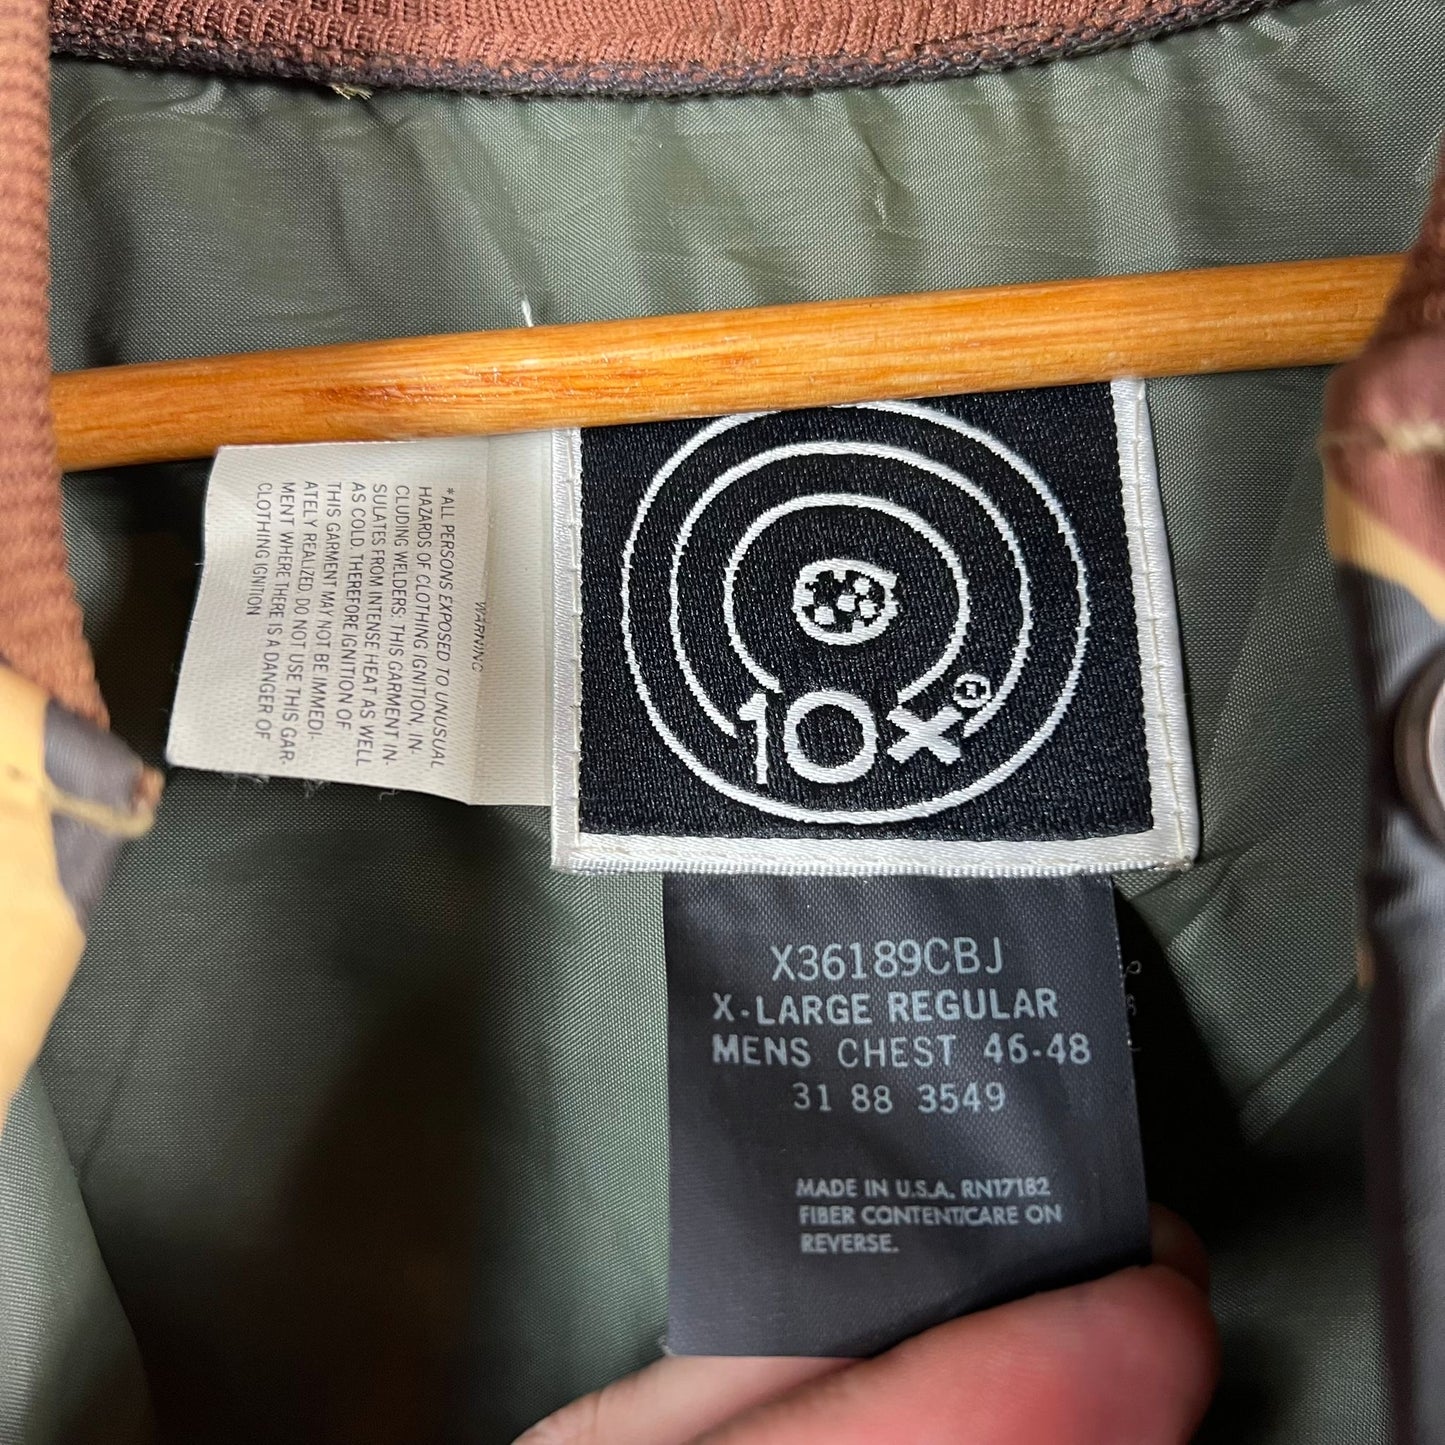 WARNING
*ALL PERSONS EXPOSED TO UNUSUAL
HAZARDS OF CLOTHING IGNITION, IN-
CLUDING WELDERS: THIS GARMENT IN-
SULATES FROM INTENSE HEAT AS WELL
AS COLD. THEREFORE IGNITION OF
THIS GARMENT MAY NOT BE IMMEDI-
ATELY REALIZED. DO NOT USE THIS GAR-
MENT WHERE THERE IS A DANGER OF
CLOTHING IGNITION
10X®
X36189CBJ
X-LARGE REGULAR
MENS CHEST 46-48
31 88 3549
MADE IN U.S.A. RN17182
FIBER CONTENT/CARE ON
REVERSE.